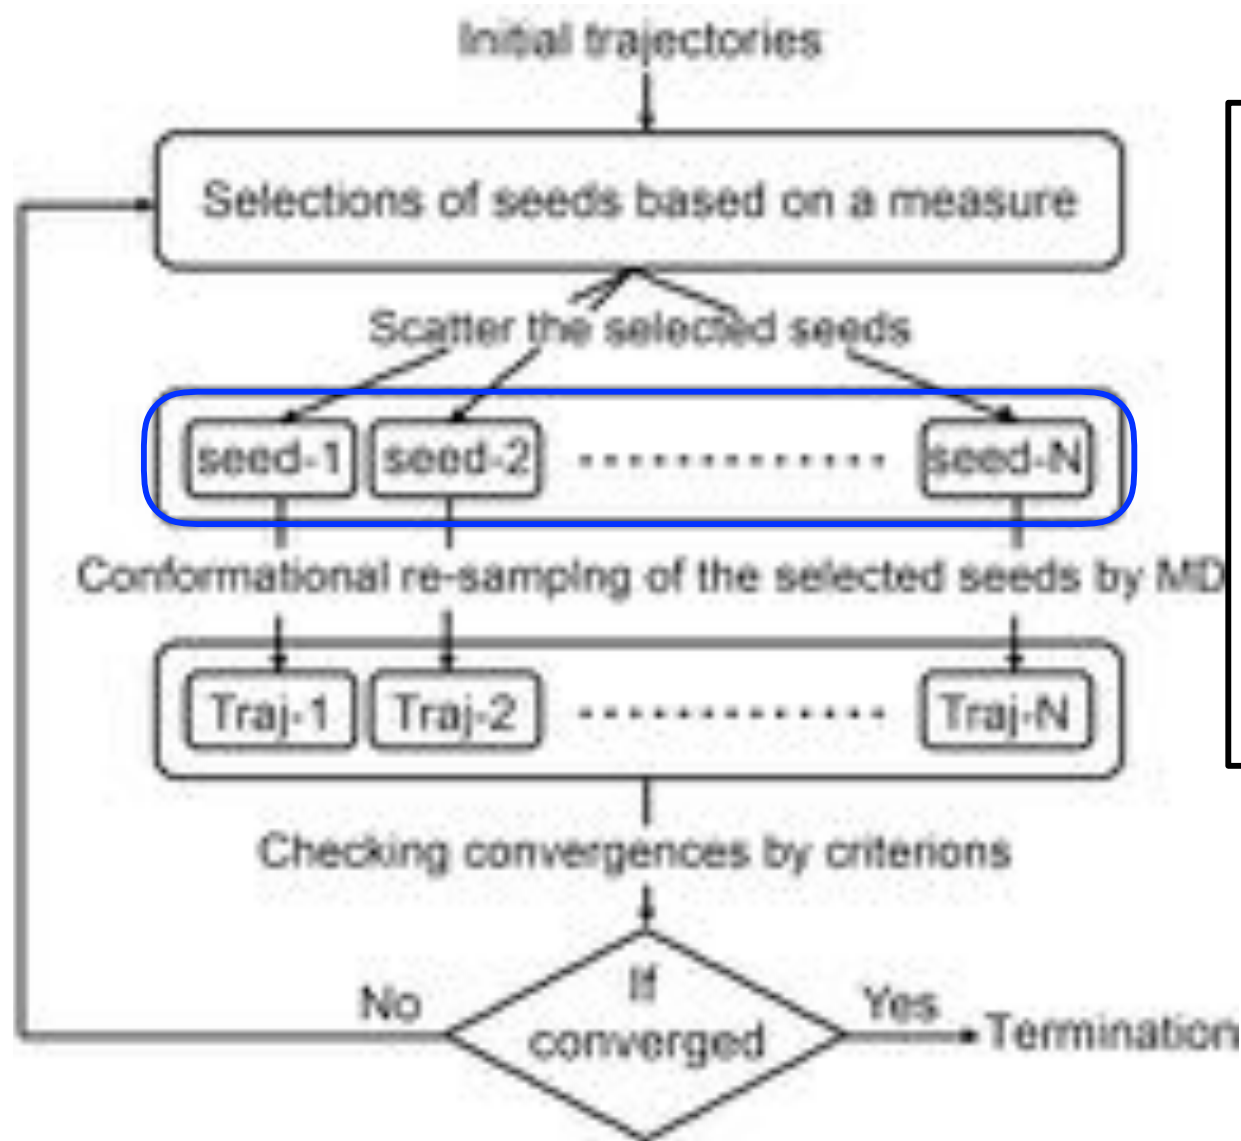 Initial trajectories
Selections of seeds based on a measure
Scatter the selected seeds
seed-1 seed-2 seed-N
Conformational re-samplng of the selected seeds by MD
Traj-1 Traj-2 Traj-N
Checking convergences by criterions
No If converged Yes Termination